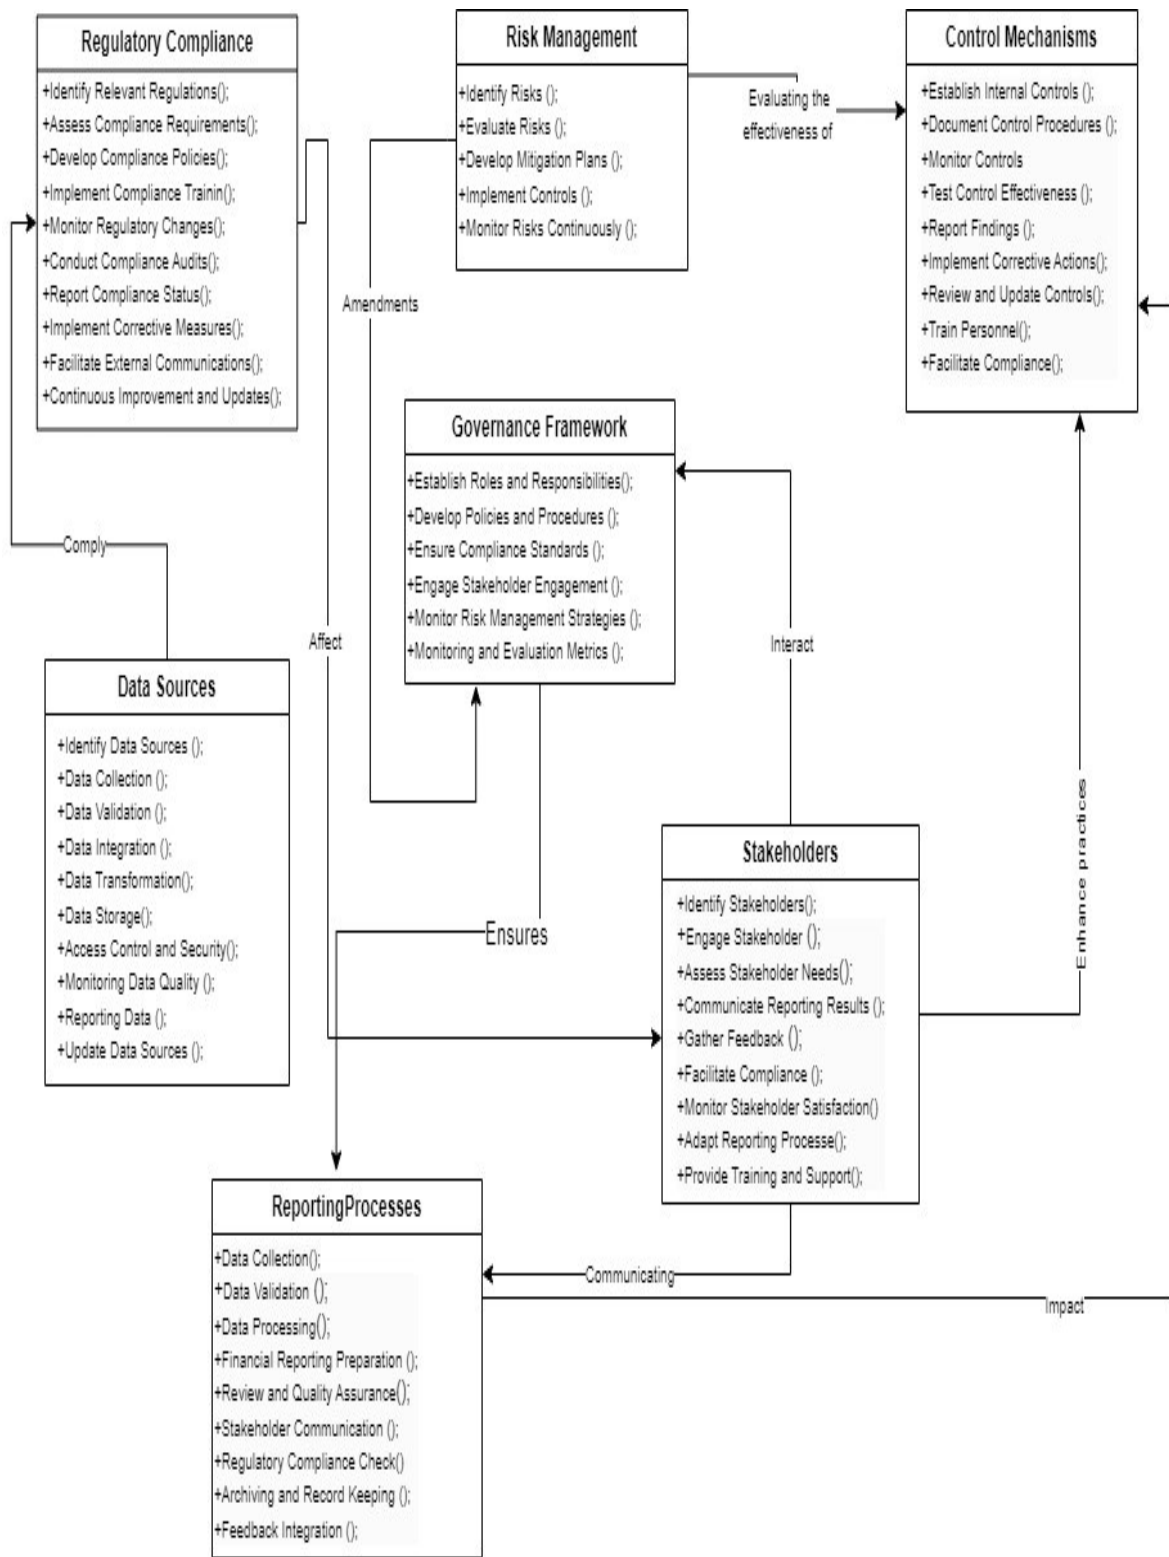 Regulatory Compliance
+Identify Relevant Regulations();
+Assess Compliance Requirements();
+Develop Compliance Policies();
+Implement Compliance Trainin();
+Monitor Regulatory Changes();
+Conduct Compliance Audits();
+Report Compliance Status();
+Implement Corrective Measures();
+Facilitate External Communications();
+Continuous Improvement and Updates();
Risk Management
+Identify Risks ();
+Evaluate Risks ();
+Develop Mitigation Plans ();
+Implement Controls ();
+Monitor Risks Continuously ();
Evaluating the
effectiveness of
Control Mechanisms
+Establish Internal Controls ();
+Document Control Procedures ();
+Monitor Controls
+Test Control Effectiveness ();
+Report Findings ();
+Implement Corrective Actions();
+Review and Update Controls();
+Train Personnel();
+Facilitate Compliance();
Amendments
Governance Framework
+Establish Roles and Responsibilities();
+Develop Policies and Procedures ();
+Ensure Compliance Standards ();
+Engage Stakeholder Engagement ();
+Monitor Risk Management Strategies ();
+Monitoring and Evaluation Metrics ();
Comply
Affect
Interact
Data Sources
+Identify Data Sources ();
+Data Collection ();
+Data Validation ();
+Data Integration ();
+Data Transformation();
+Data Storage();
+Access Control and Security();
+Monitoring Data Quality ();
+Reporting Data ();
+Update Data Sources ();
Ensures
Enhance practices
Stakeholders
+Identify Stakeholders();
+Engage Stakeholder ();
+Assess Stakeholder Needs();
+Communicate Reporting Results ();
+Gather Feedback ();
+Facilitate Compliance ();
+Monitor Stakeholder Satisfaction()
+Adapt Reporting Processe();
+Provide Training and Support();
ReportingProcesses
+Data Collection();
+Data Validation ();
+Data Processing();
+Financial Reporting Preparation ();
+Review and Quality Assurance();
+Stakeholder Communication ();
+Regulatory Compliance Check()
+Archiving and Record Keeping ();
+Feedback Integration ();
Communicating
Impact